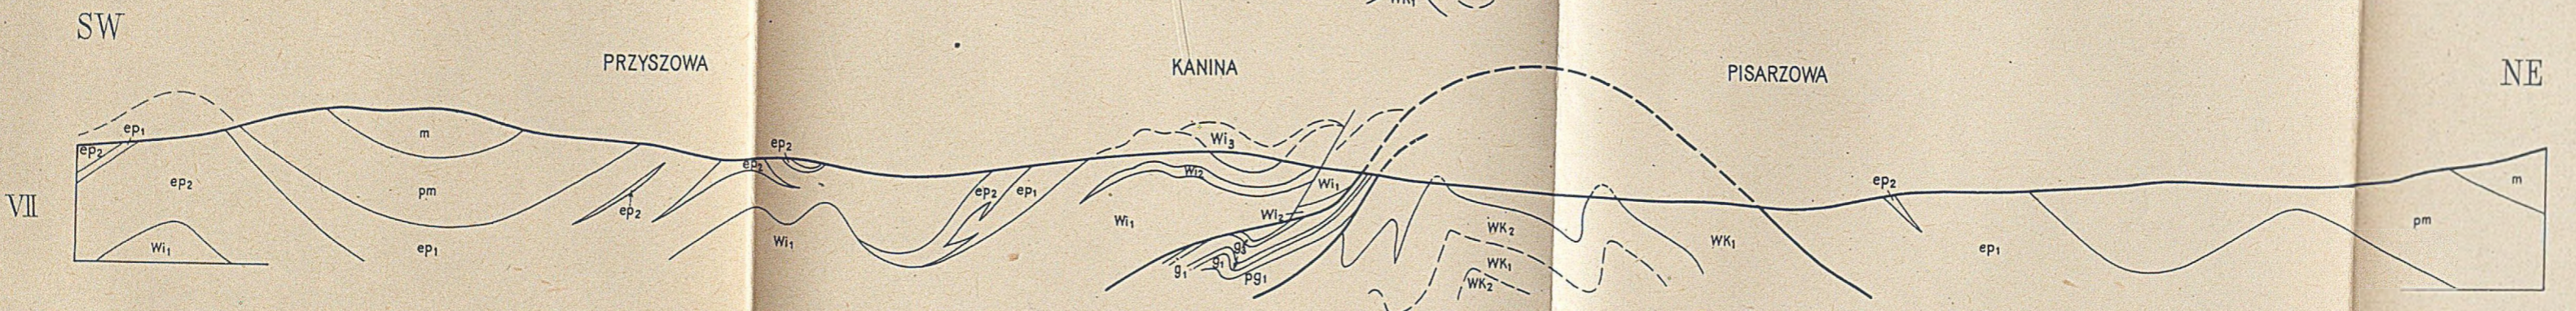 SW
WK₁
PRZYSZOWA
KANINA
PISARZOWA
NE
VII
ep₁
ep₂
ep₂
Wi₁
m
pm
ep₁
ep₂
ep₂
ep₂
Wi₁
ep₂
ep₁
Wi₃
Wi₂
Wi₁
Wi₁
Wi₂
g₁
g₁
pg₁
WK₂
WK₁
WK₂
WK₁
ep₂
ep₁
pm
m